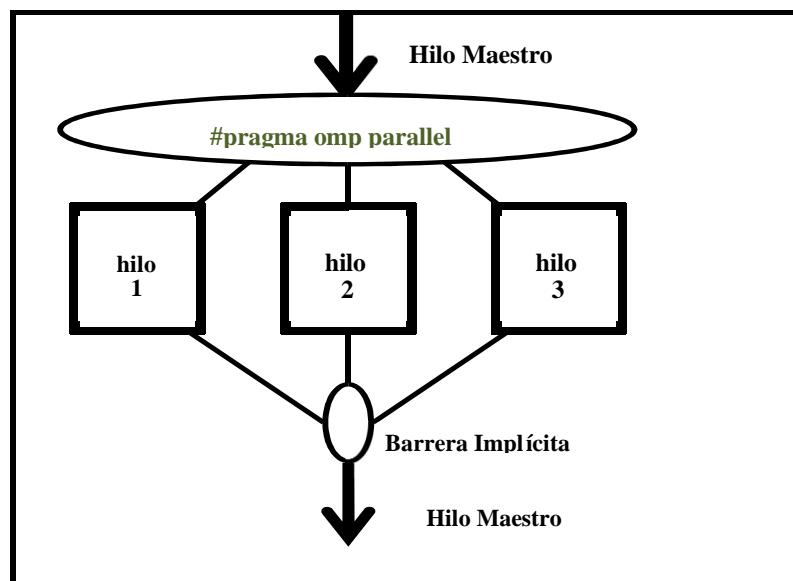 Hilo Maestro
#pragma omp parallel
hilo
1
hilo
2
hilo
3
Barrera Implícita
Hilo Maestro